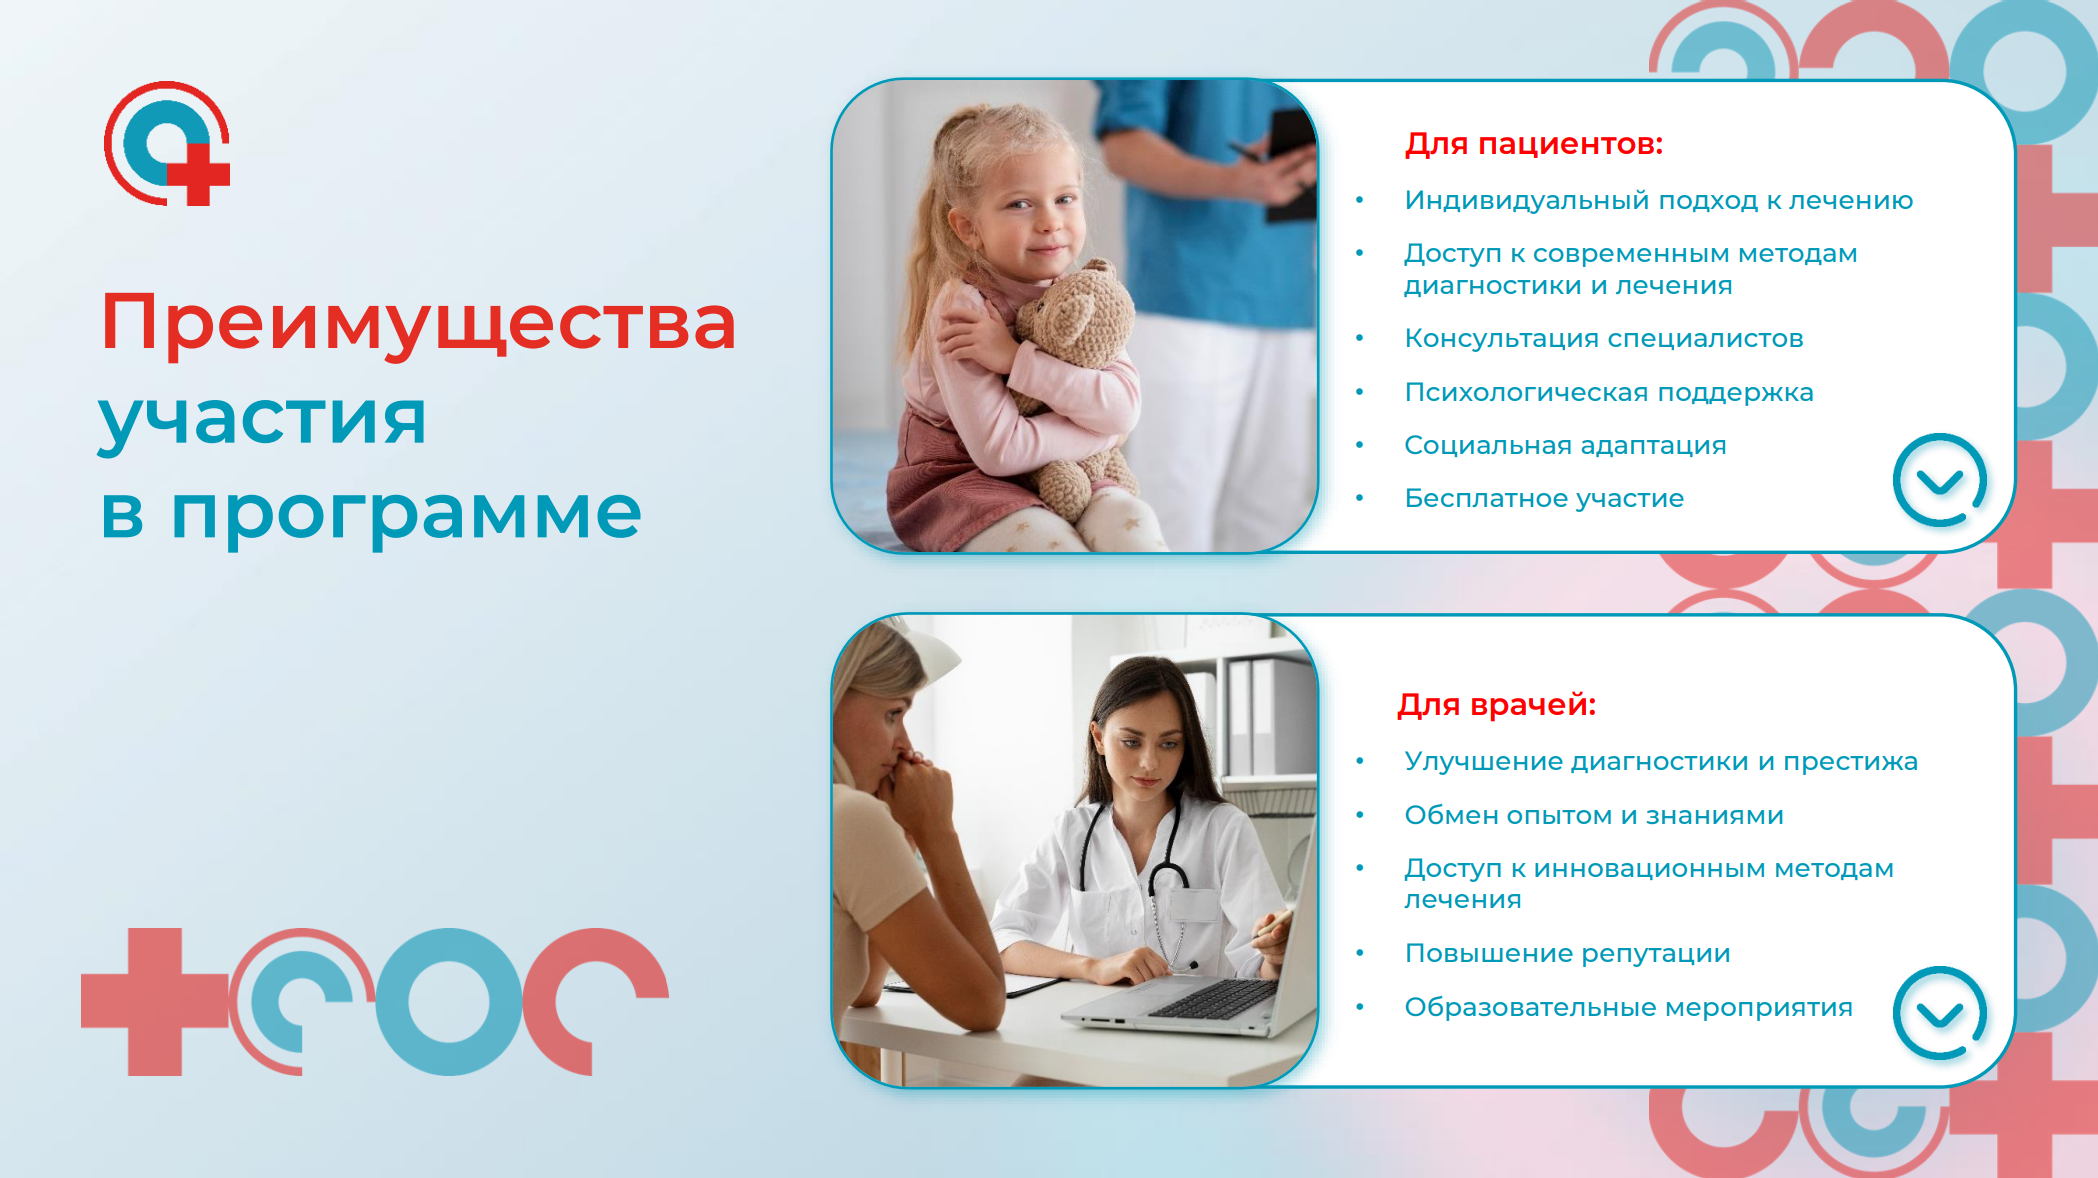 Преимущества
участия
в программе
Для пациентов:
• Индивидуальный подход к лечению
• Доступ к современным методам
диагностики и лечения
• Консультация специалистов
• Психологическая поддержка
• Социальная адаптация
• Бесплатное участие
Для врачей:
• Улучшение диагностики и престижа
• Обмен опытом и знаниями
• Доступ к инновационным методам
лечения
• Повышение репутации
• Образовательные мероприятия